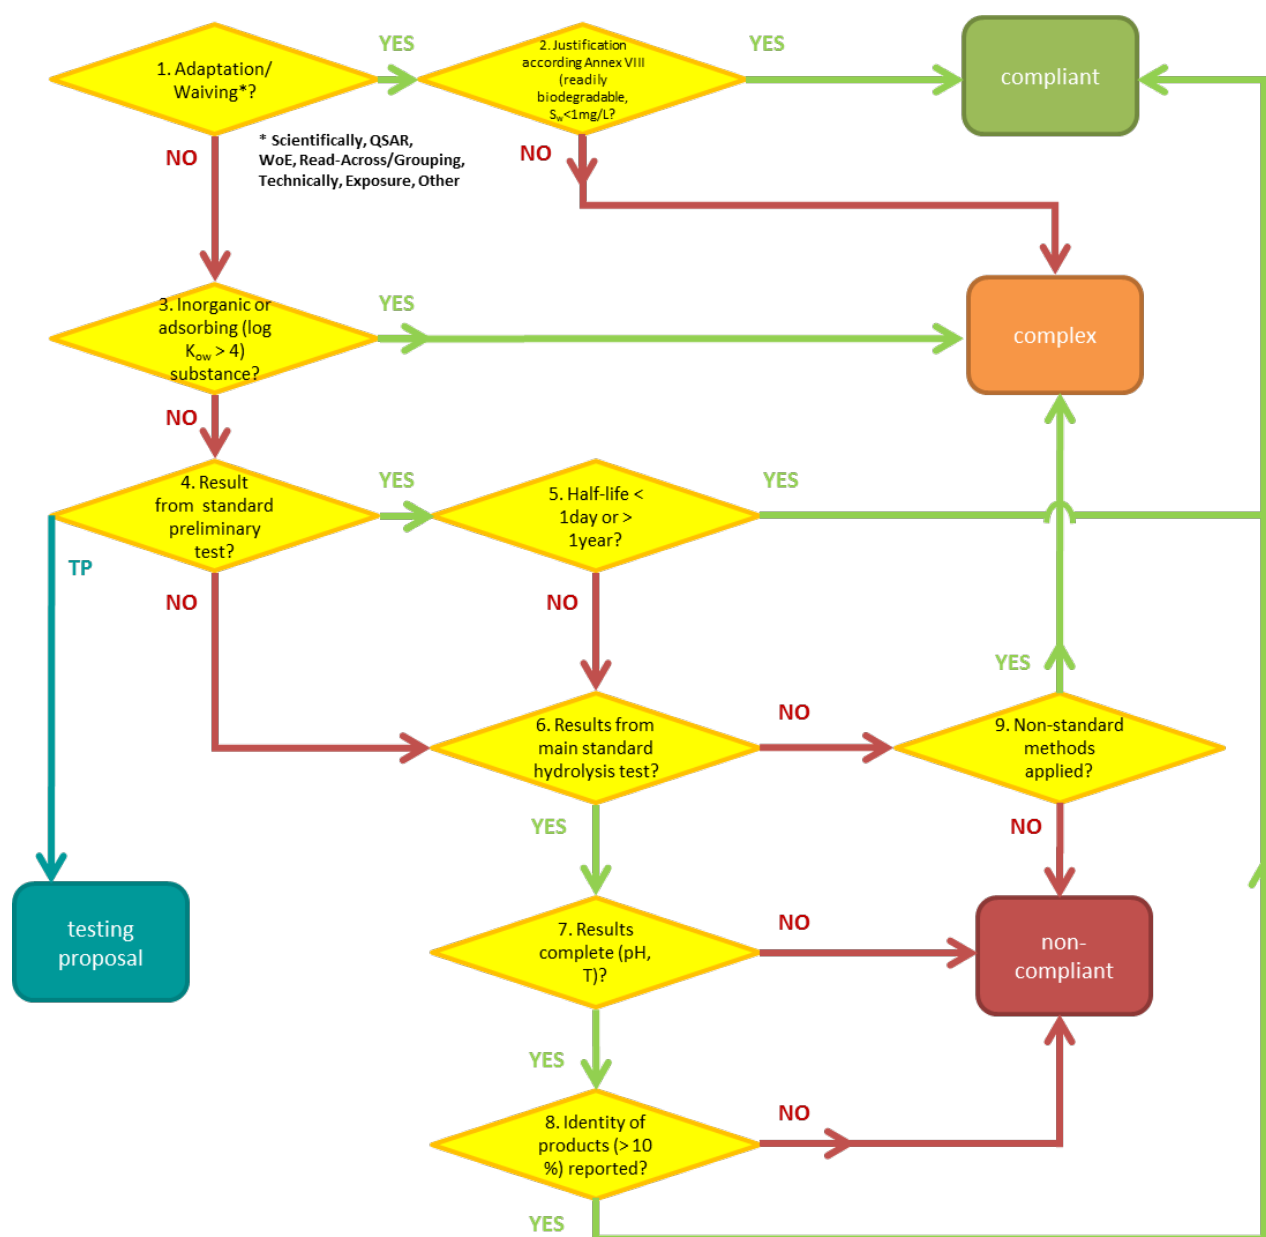 YES
YES
1. Adaptation/
Waiving*?
2. Justification
according Annex VIII
(readily
biodegradable,
Sw<1mg/L?
compliant
* Scientifically, QSAR,
WoE, Read-Across/Grouping,
Technically, Exposure, Other
NO
NO
3. Inorganic or
adsorbing (log
Kow > 4)
substance?
YES
complex
NO
4. Result
from standard
preliminary
test?
YES
5. Half-life <
1day or >
1year?
YES
TP
NO
NO
YES
6. Results from
main standard
hydrolysis test?
NO
9. Non-standard
methods
applied?
YES
NO
testing
proposal
7. Results
complete (pH,
T)?
NO
non-
compliant
YES
8. Identity of
products (> 10
%) reported?
NO
YES